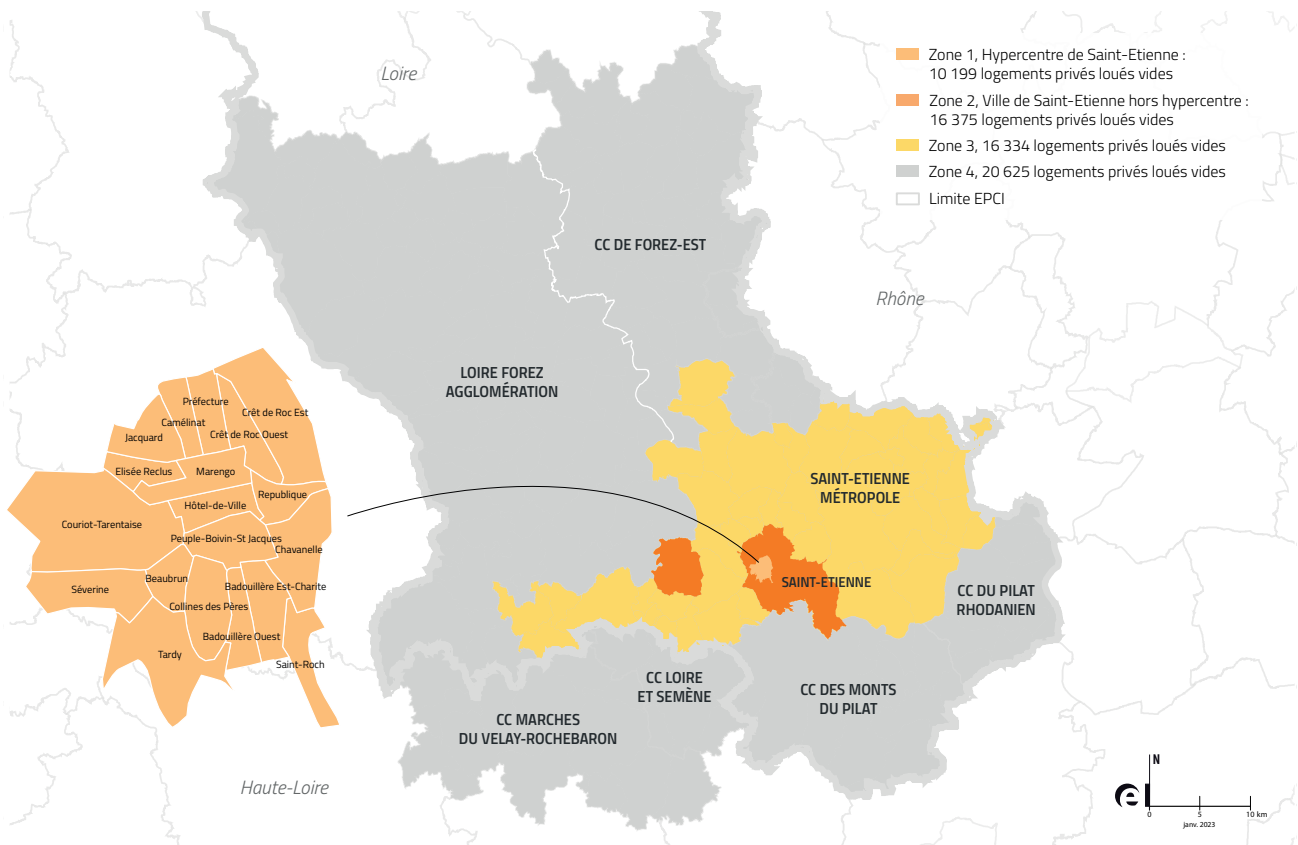 Loire
Zone 1, Hypercentre de Saint-Etienne :
10 199 logements privés loués vides
Zone 2, Ville de Saint-Etienne hors hypercentre :
16 375 logements privés loués vides
Zone 3, 16 334 logements privés loués vides
Zone 4, 20 625 logements privés loués vides
Limite EPCI
CC DE FOREZ-EST
Rhône
LOIRE FOREZ
AGGLOMÉRATION
Préfecture
Crêt de Roc Est
Camélinat
Jacquard
Crêt de Roc Ouest
Elisée Reclus
Marengo
Republique
Hôtel-de-Ville
Couriot-Tarentaise
Peuple-Boivin-St Jacques
Chavanelle
Beaubrun
Séverine
Badouillère Est-Charite
Collines des Pères
Badouillère Ouest
Tardy
Saint-Roch
SAINT-ETIENNE
MÉTROPOLE
SAINT-ETIENNE
CC DU PILAT
RHODANIEN
CC LOIRE
ET SEMÈNE
CC DES MONTS
DU PILAT
CC MARCHES
DU VELAY-ROCHEBARON
Haute-Loire
N
0 5 10 km
janv. 2023